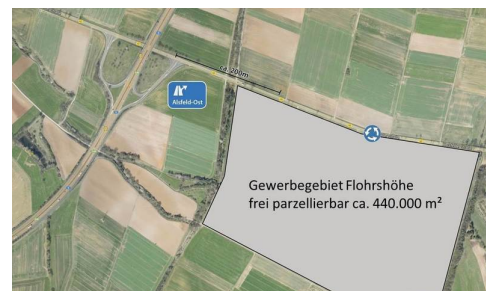 ca. 200m
Alsfeld-Ost
Gewerbegebiet Flohrshöhe
frei parzellierbar ca. 440.000 m²